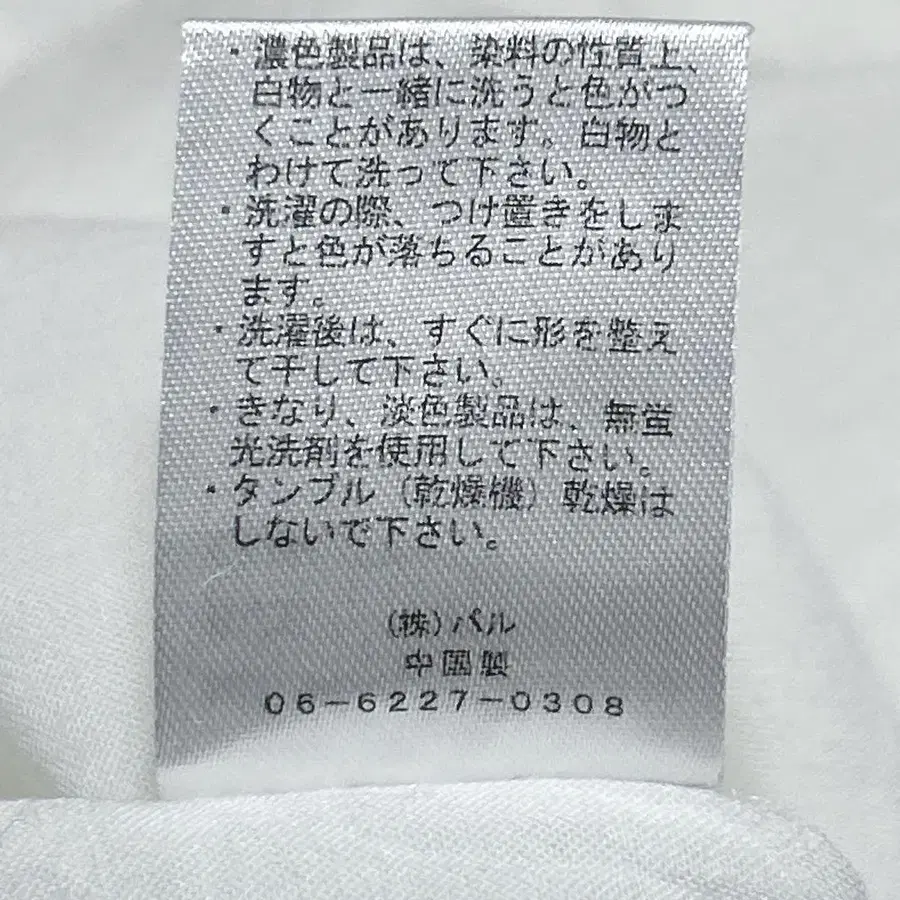 ・濃色製品は、染料の性質上、
白物と一緒に洗うと色がつ
くことがあります。白物と
わけて洗って下さい。
・洗濯の際、つけ置きをしま
すと色が落ちることがあり
ます。
・洗濯後は、すぐに形を整え
て干して下さい。
・きなり、淡色製品は、無蛍
光洗剤を使用して下さい。
・タンブル（乾燥機）乾燥は
しないで下さい。
(株)パル
中国製
06-6227-0308